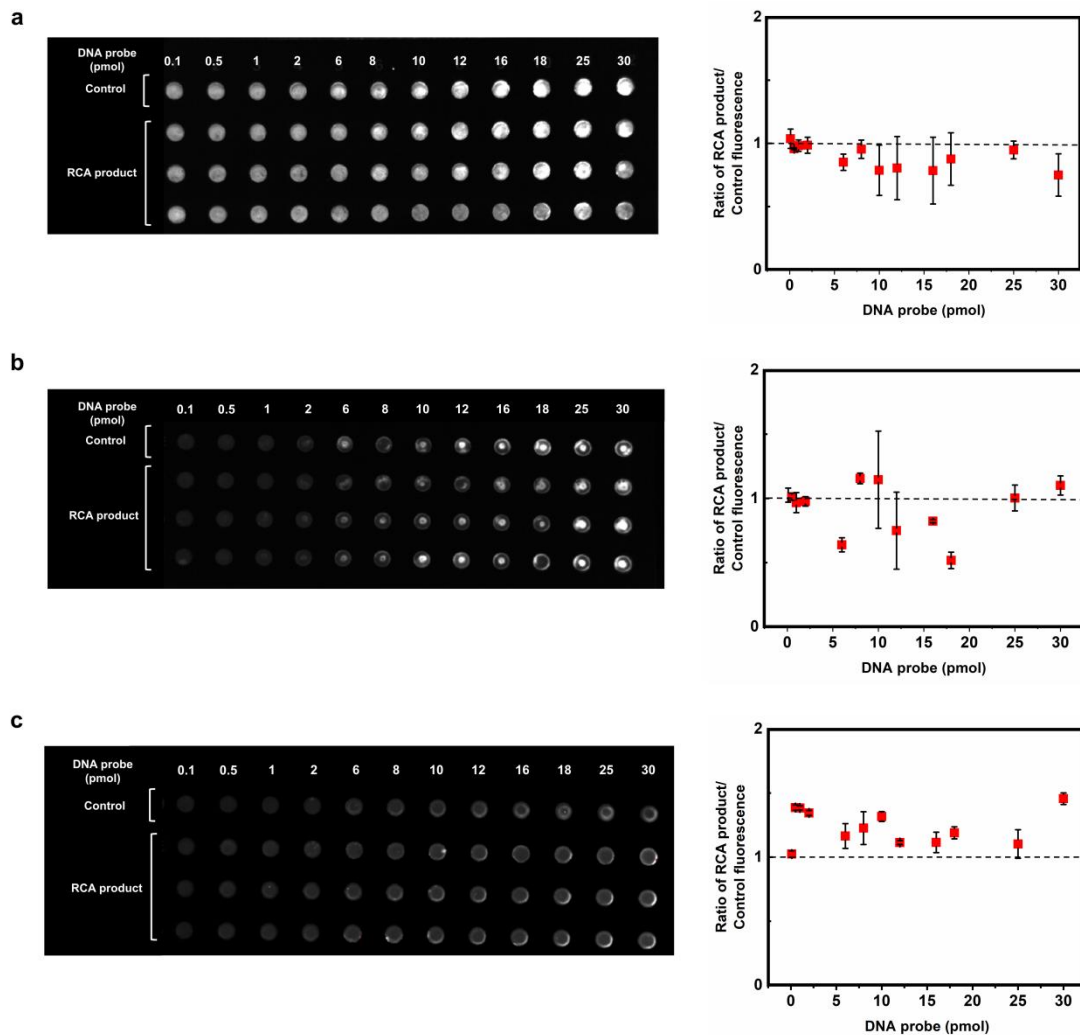 a
DNA probe
(pmol)
0.1 0.5 1 2 6 8 10 12 16 18 25 30
Control
RCA product
2
1
0
Ratio of RCA product/
Control fluorescence
0 5 10 15 20 25 30
DNA probe (pmol)
b
DNA probe
(pmol)
0.1 0.5 1 2 6 8 10 12 16 18 25 30
Control
RCA product
2
1
0
Ratio of RCA product/
Control fluorescence
0 5 10 15 20 25 30
DNA probe (pmol)
c
DNA probe
(pmol)
0.1 0.5 1 2 6 8 10 12 16 18 25 30
Control
RCA product
2
1
0
Ratio of RCA product/
Control fluorescence
0 5 10 15 20 25 30
DNA probe (pmol)